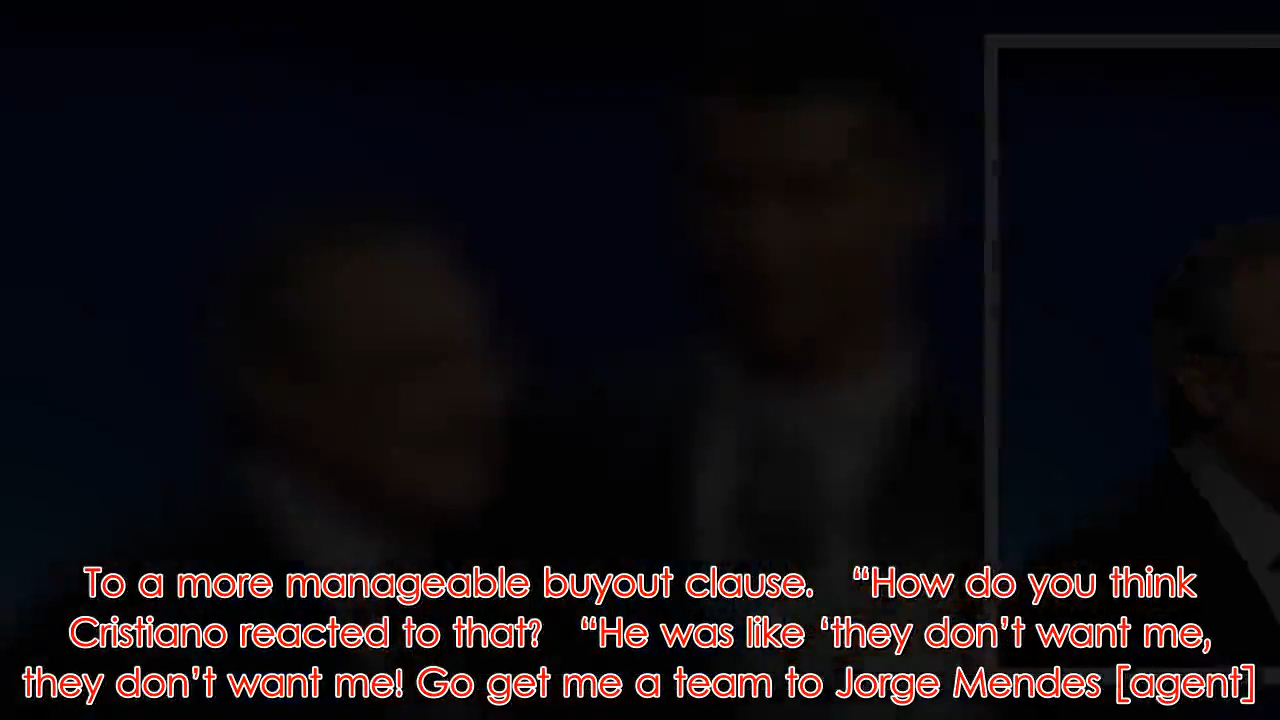 To a more manageable buyout clause.   “How do you think
Cristiano reacted to that?   “He was like ‘they don’t want me,
they don’t want me! Go get me a team to Jorge Mendes [agent]